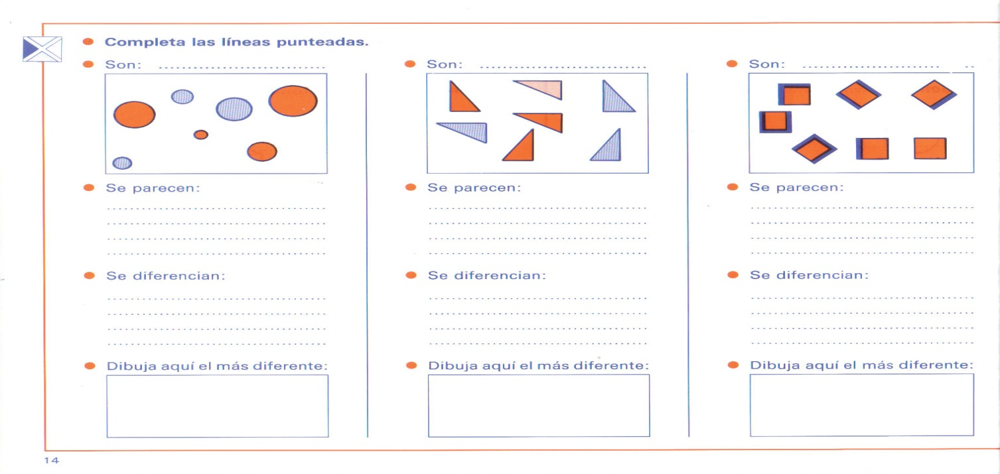 Completa las líneas punteadas.
Son: ..............................
Se parecen:
Se diferencian:
Dibuja aquí el más diferente:
Son: ..............................
Se parecen:
Se diferencian:
Dibuja aquí el más diferente:
Son: ..............................
Se parecen:
Se diferencian:
Dibuja aquí el más diferente:
14